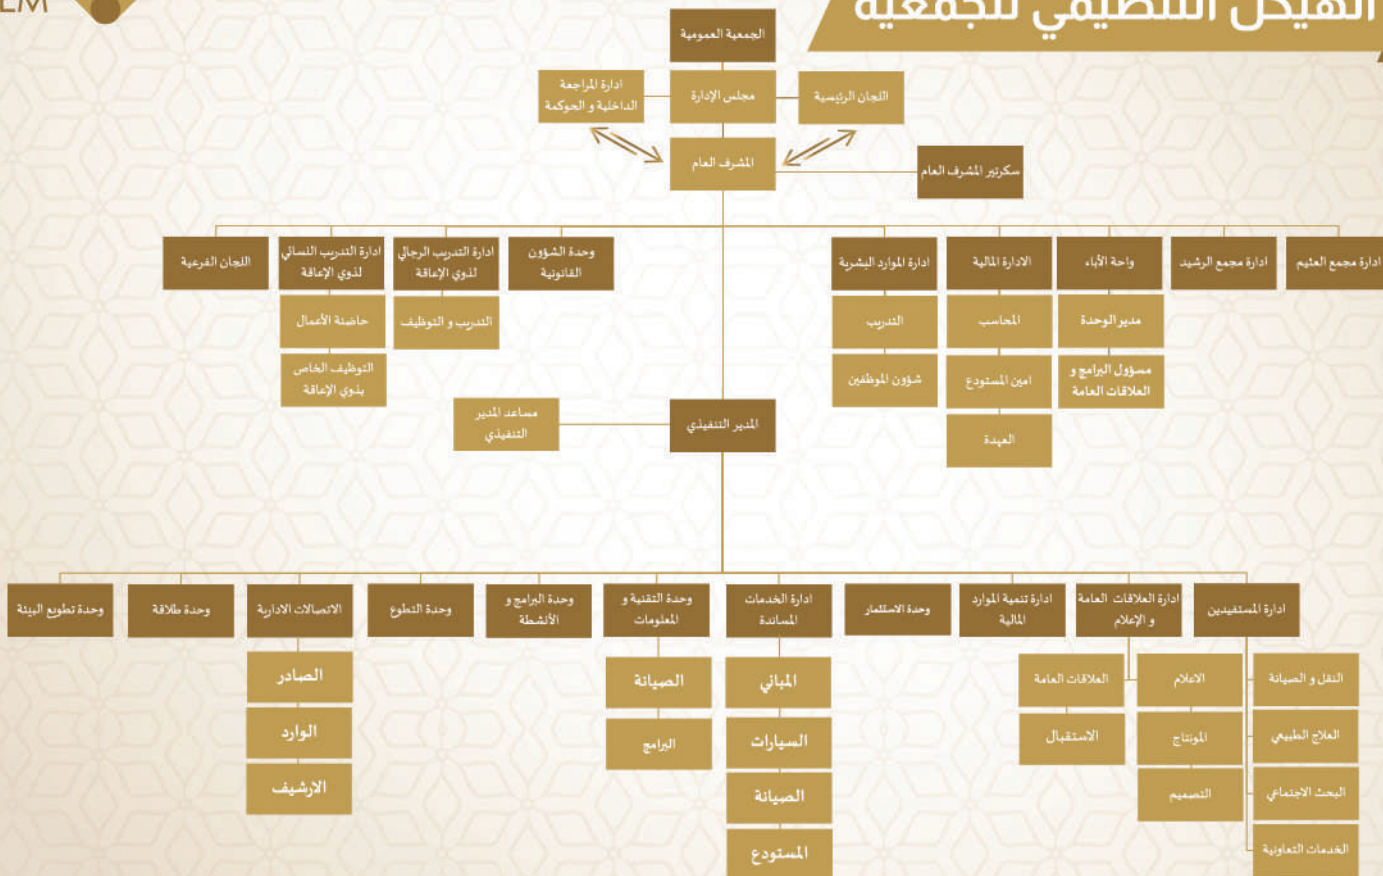 الهيكل التنظيمي للجمعية
الجمعية العمومية
اللجان الرئيسية
مجلس الإدارة
ادارة المراجعة
الداخلية و الحوكمة
المشرف العام
سكرتير المشرف العام
ادارة مجمع العثيم
ادارة مجمع الرشيد
واحة الأباء
مدير الوحدة
مسؤول البرامج و
العلاقات العامة
الادارة المالية
المحاسب
امين المستودع
العهدة
ادارة الموارد البشرية
التدريب
شؤون الموظفين
وحدة الشؤون
القانونية
ادارة التدريب الرجالي
لذوي الإعاقة
التدريب و التوظيف
ادارة التدريب النسائي
لذوي الإعاقة
حاضنة الأعمال
التوظيف الخاص
بذوي الإعاقة
اللجان الفرعية
المدير التنفيذي
مساعد المدير
التنفيذي
ادارة المستفيدين
النقل و الصيانة
العلاج الطبيعي
البحث الاجتماعي
الخدمات التعاونية
ادارة العلاقات العامة
و الإعلام
الاعلام
المونتاج
التصميم
العلاقات العامة
الاستقبال
ادارة تنمية الموارد
المالية
وحدة الاستثمار
ادارة الخدمات
المساندة
المباني
السيارات
الصيانة
المستودع
وحدة التقنية و
المعلومات
الصيانة
البرامج
وحدة البرامج و
الأنشطة
وحدة التطوع
الاتصالات الادارية
الصادر
الوارد
الارشيف
وحدة طلاقة
وحدة تطويع البيئة